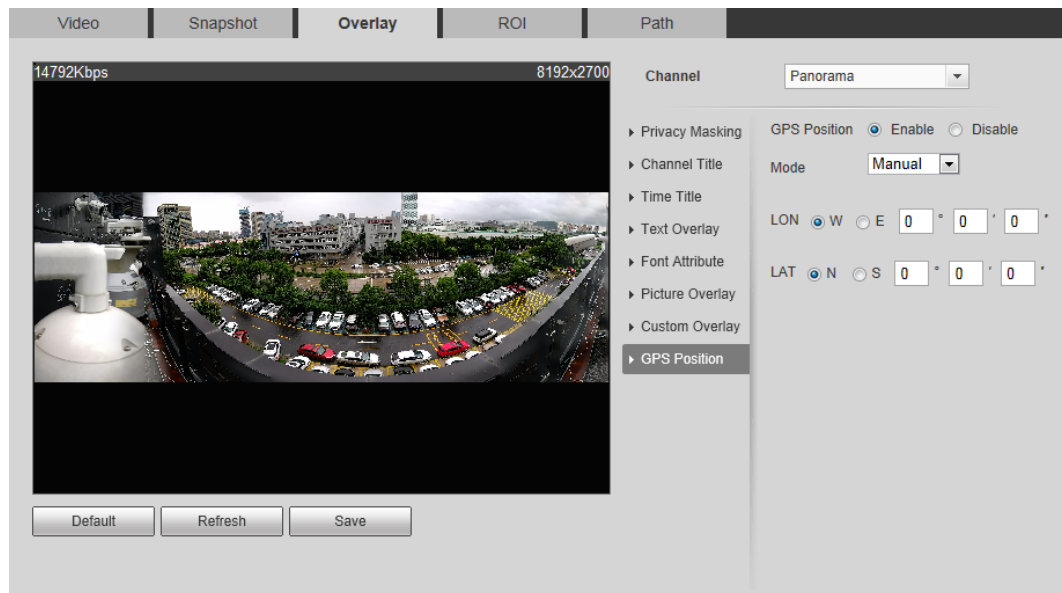 Video Snapshot Overlay ROI Path
14792Kbps 8192x2700
Channel Panorama
Privacy Masking
Channel Title
Time Title
Text Overlay
Font Attribute
Picture Overlay
Custom Overlay
GPS Position
GPS Position Enable Disable
Mode Manual
LON W E 0 ° 0 ′ 0 ″
LAT N S 0 ° 0 ′ 0 ″
Default Refresh Save